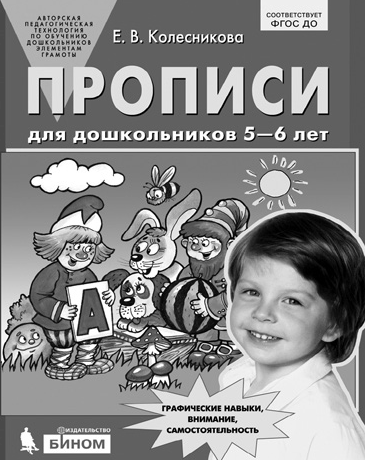 АВТОРСКАЯ
ПЕДАГОГИЧЕСКАЯ
ТЕХНОЛОГИЯ
ПО ОБУЧЕНИЮ
ДОШКОЛЬНИКОВ
ЭЛЕМЕНТАМ
ГРАМОТЫ
Е. В. Колесникова
СООТВЕТСТВУЕТ
ФГОС ДО
ПРОПИСИ
для дошкольников 5—6 лет
А
ГРАФИЧЕСКИЕ НАВЫКИ,
ВНИМАНИЕ,
САМОСТОЯТЕЛЬНОСТЬ
ИЗДАТЕЛЬСТВО
БИНОМ